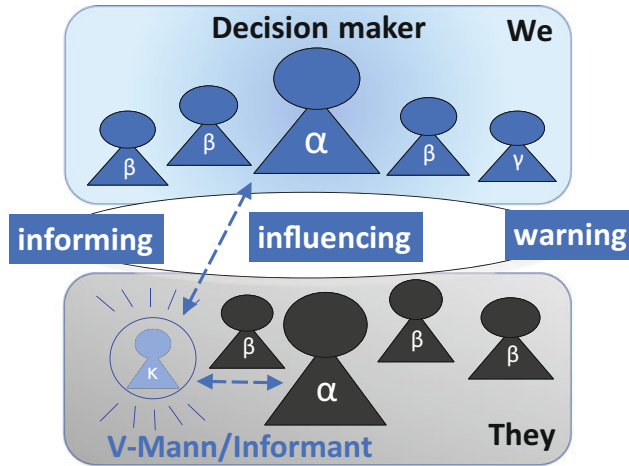 Decision maker
We
β
β
α
β
γ
informing
influencing
warning
κ
β
α
β
β
V-Mann/Informant
They